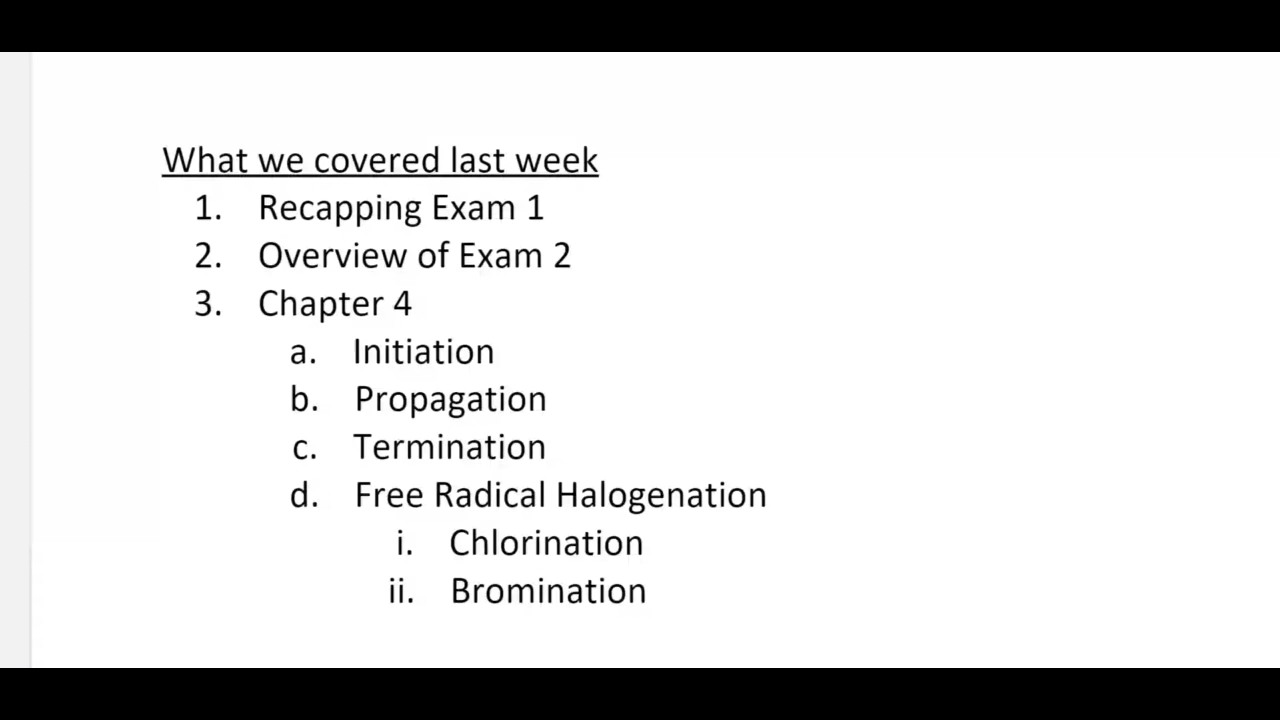 What we covered last week
1. Recapping Exam 1
2. Overview of Exam 2
3. Chapter 4
a. Initiation
b. Propagation
c. Termination
d. Free Radical Halogenation
i. Chlorination
ii. Bromination